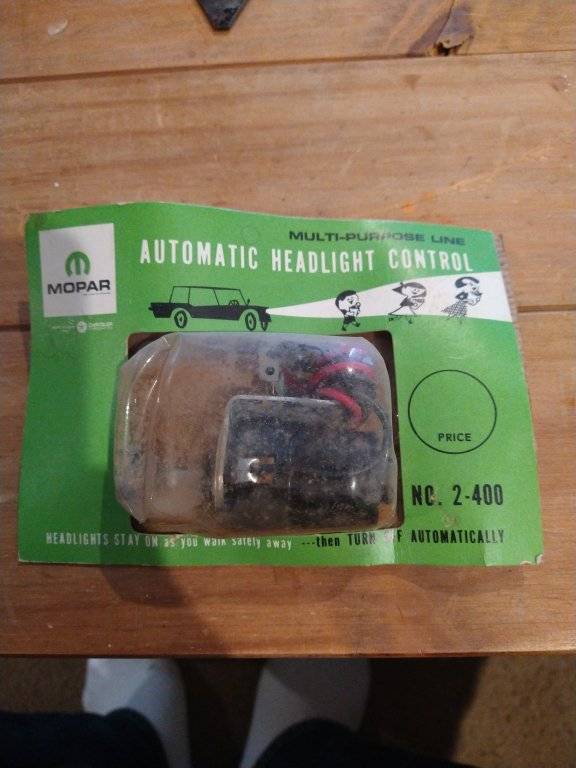 MULTI-PURPOSE LINE
AUTOMATIC HEADLIGHT CONTROL
MOPAR
CHRYSLER
PRICE
NO. 2-400
HEADLIGHTS STAY ON as you walk safely away ---then TURN OFF AUTOMATICALLY